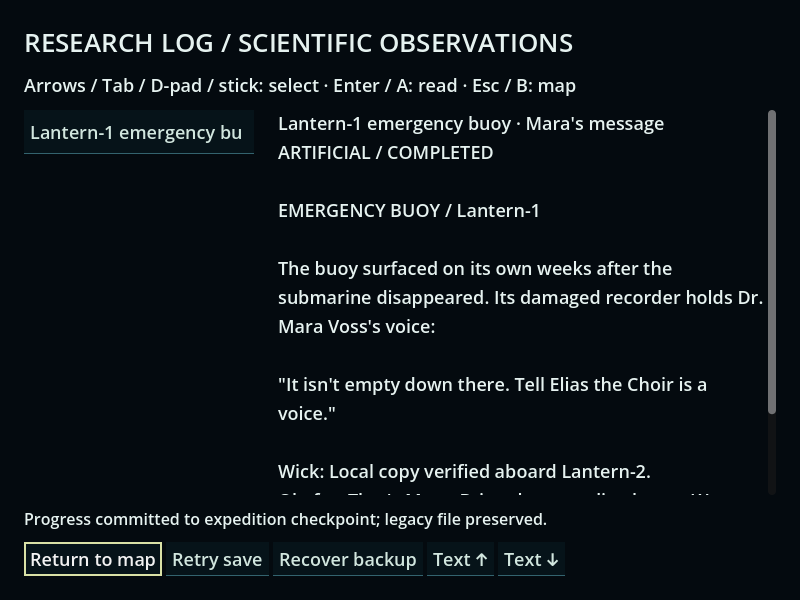 RESEARCH LOG / SCIENTIFIC OBSERVATIONS
Arrows / Tab / D-pad / stick: select · Enter / A: read · Esc / B: map
Lantern-1 emergency bu
Lantern-1 emergency buoy · Mara's message
ARTIFICIAL / COMPLETED
EMERGENCY BUOY / Lantern-1
The buoy surfaced on its own weeks after the
submarine disappeared. Its damaged recorder holds Dr.
Mara Voss's voice:
"It isn't empty down there. Tell Elias the Choir is a
voice."
Wick: Local copy verified aboard Lantern-2.
Progress committed to expedition checkpoint; legacy file preserved.
Return to map
Retry save
Recover backup
Text ↑
Text ↓